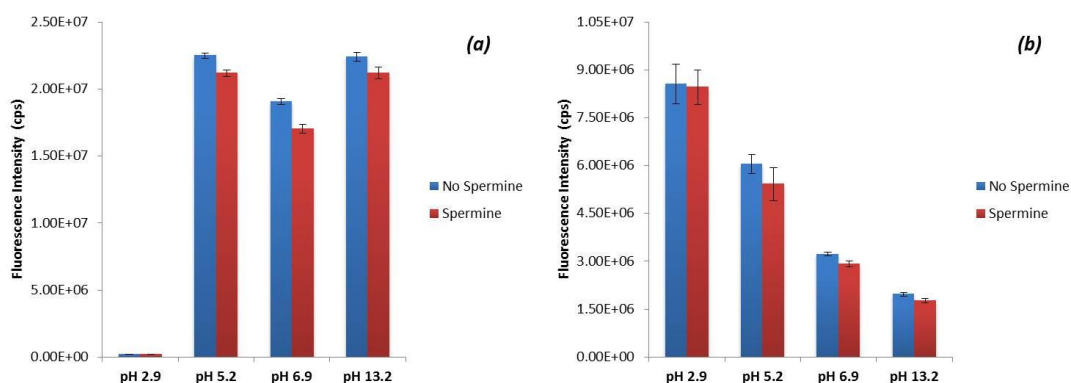 (a)
Fluorescence Intensity (cps)
2.50E+07
2.00E+07
1.50E+07
1.00E+07
5.00E+06
0.00E+00
pH 2.9 pH 5.2 pH 6.9 pH 13.2
No Spermine
Spermine
(b)
Fluorescence Intensity (cps)
1.05E+07
9.00E+06
7.50E+06
6.00E+06
4.50E+06
3.00E+06
1.50E+06
0.00E+00
pH 2.9 pH 5.2 pH 6.9 pH 13.2
No Spermine
Spermine